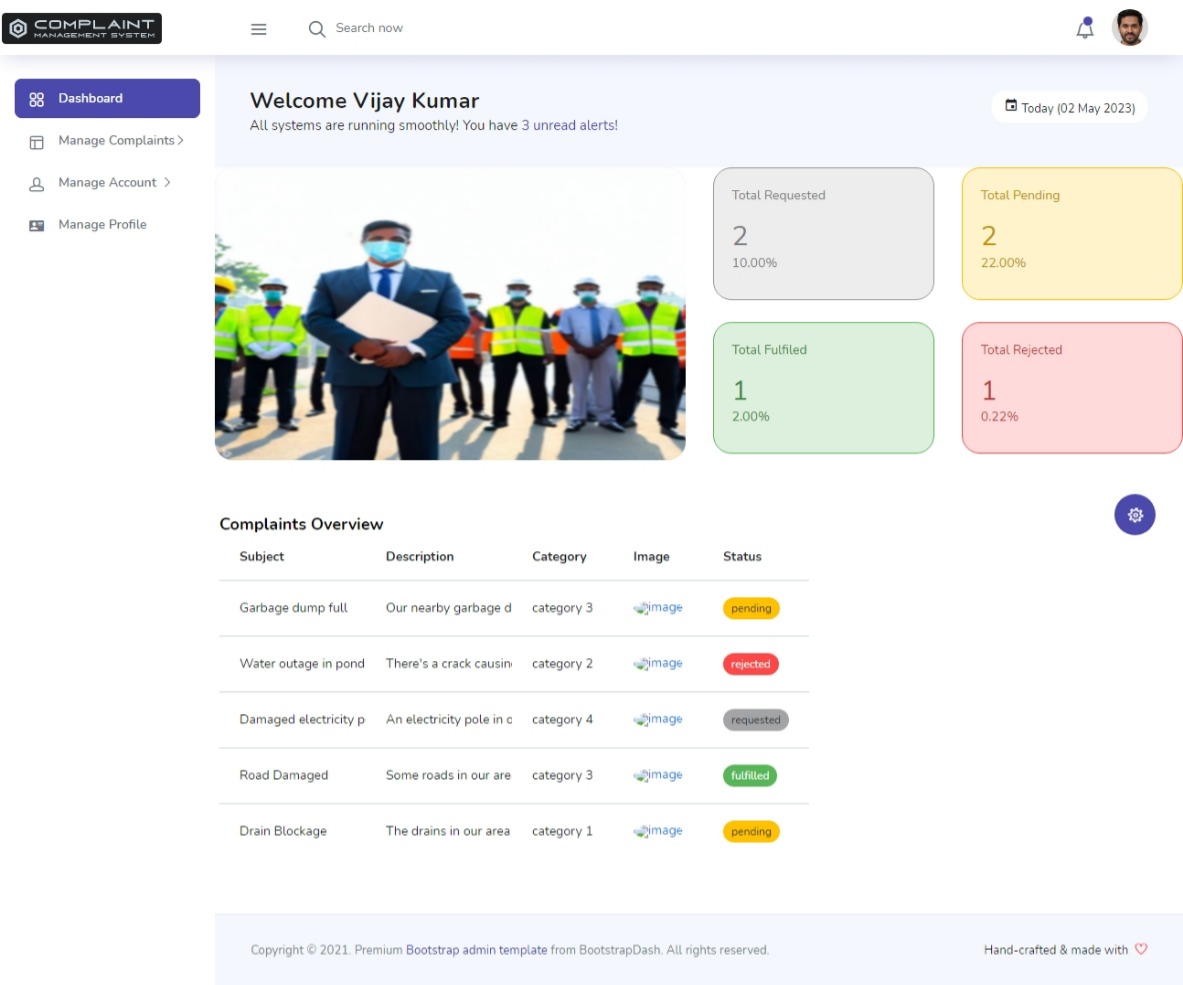 COMPLAINT
MANAGEMENT SYSTEM
Search now
Dashboard
Manage Complaints
Manage Account
Manage Profile
Welcome Vijay Kumar
All systems are running smoothly! You have 3 unread alerts!
Today (02 May 2023)
Total Requested
2
10.00%
Total Pending
2
22.00%
Total Fulfiled
1
2.00%
Total Rejected
1
0.22%
Complaints Overview
Subject Description Category Image Status
Garbage dump full Our nearby garbage d category 3 image pending
Water outage in pond There's a crack causin category 2 image rejected
Damaged electricity p An electricity pole in o category 4 image requested
Road Damaged Some roads in our are category 3 image fulfilled
Drain Blockage The drains in our area category 1 image pending
Copyright © 2021. Premium Bootstrap admin template from BootstrapDash. All rights reserved.
Hand-crafted & made with